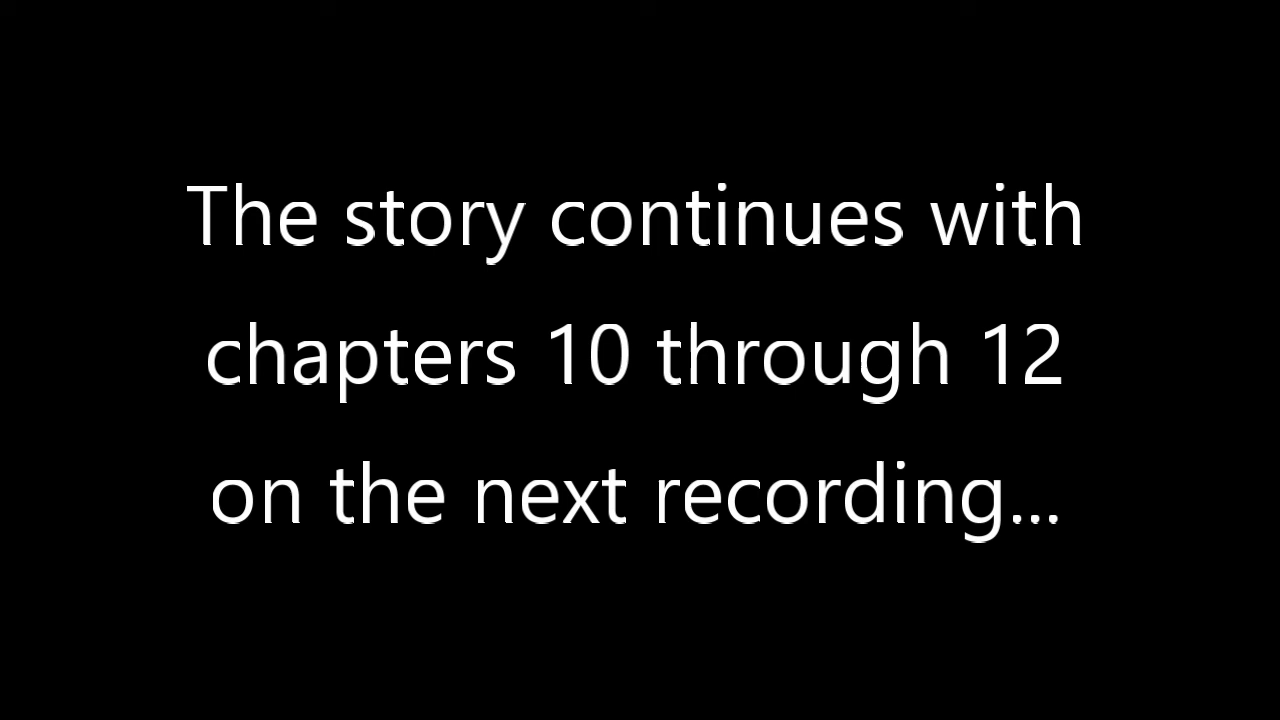 The story continues with
chapters 10 through 12
on the next recording...